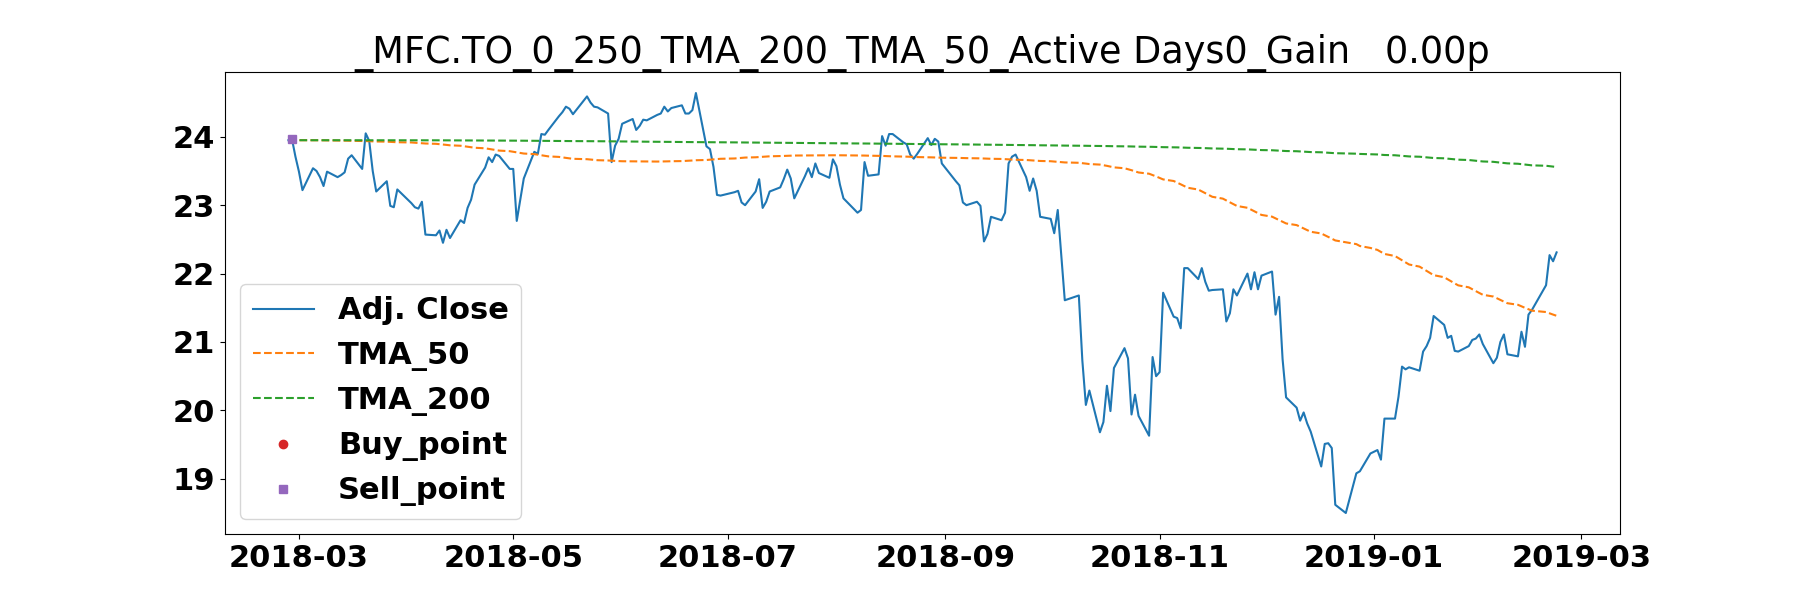 _MFC.TO_0_250_TMA_200_TMA_50_Active Days0_Gain   0.00p
24
23
22
21
20
19
Adj. Close
TMA_50
TMA_200
Buy_point
Sell_point
2018-03 2018-05 2018-07 2018-09 2018-11 2019-01 2019-03